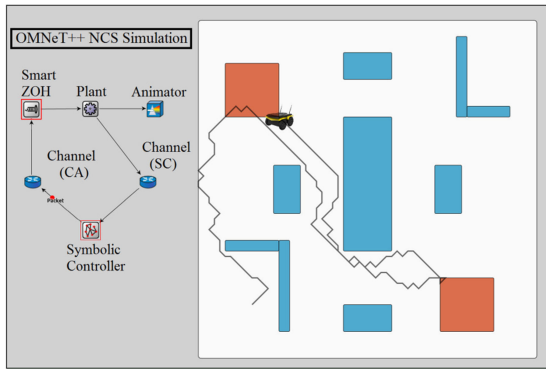 OMNeT++ NCS Simulation
Smart
ZOH
Plant
Animator
Channel
(CA)
Channel
(SC)
Packet
Symbolic
Controller